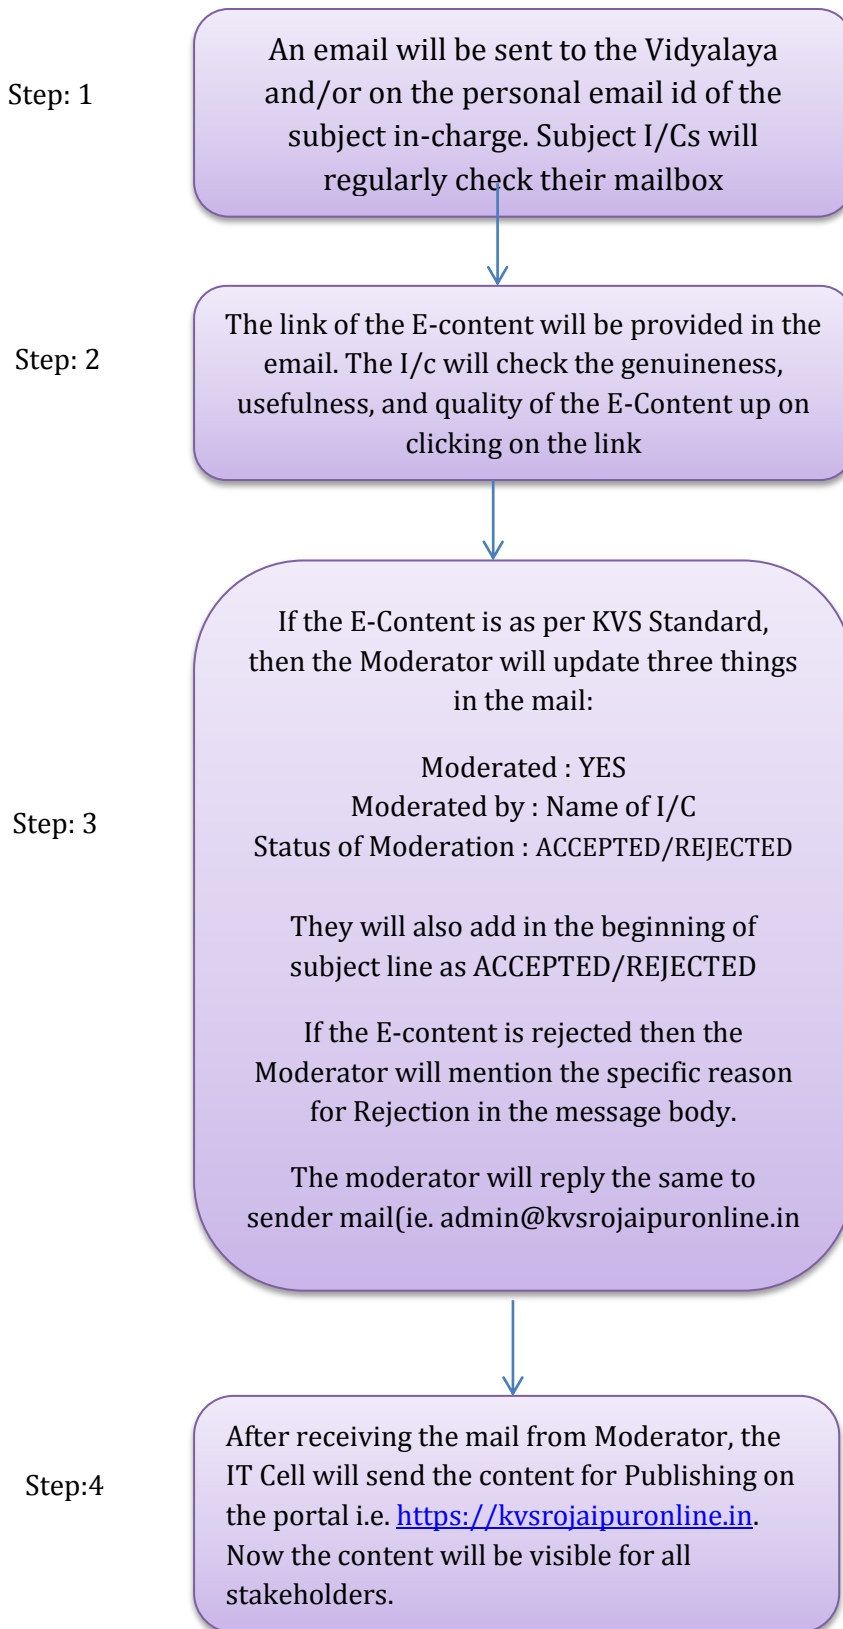 Step: 1
An email will be sent to the Vidyalaya
and/or on the personal email id of the
subject in-charge. Subject I/Cs will
regularly check their mailbox
Step: 2
The link of the E-content will be provided in the
email. The I/c will check the genuineness,
usefulness, and quality of the E-Content up on
clicking on the link
Step: 3
If the E-Content is as per KVS Standard,
then the Moderator will update three things
in the mail:
Moderated : YES
Moderated by : Name of I/C
Status of Moderation : ACCEPTED/REJECTED
They will also add in the beginning of
subject line as ACCEPTED/REJECTED
If the E-content is rejected then the
Moderator will mention the specific reason
for Rejection in the message body.
The moderator will reply the same to
sender mail(ie. admin@kvsrojaipuronline.in
Step:4
After receiving the mail from Moderator, the
IT Cell will send the content for Publishing on
the portal i.e. https://kvsrojaipuronline.in.
Now the content will be visible for all
stakeholders.